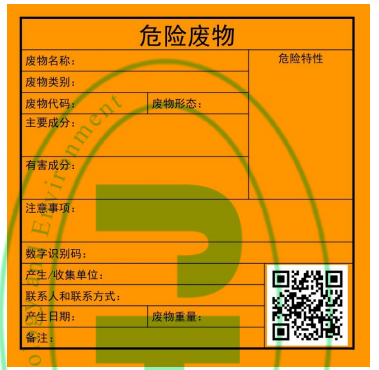 危险废物
废物名称：
危险特性
废物类别：
废物代码：
废物形态：
主要成分：
有害成分：
注意事项：
数字识别码：
产生/收集单位：
联系人和联系方式：
产生日期：
废物重量：
备注：
ology and Environment